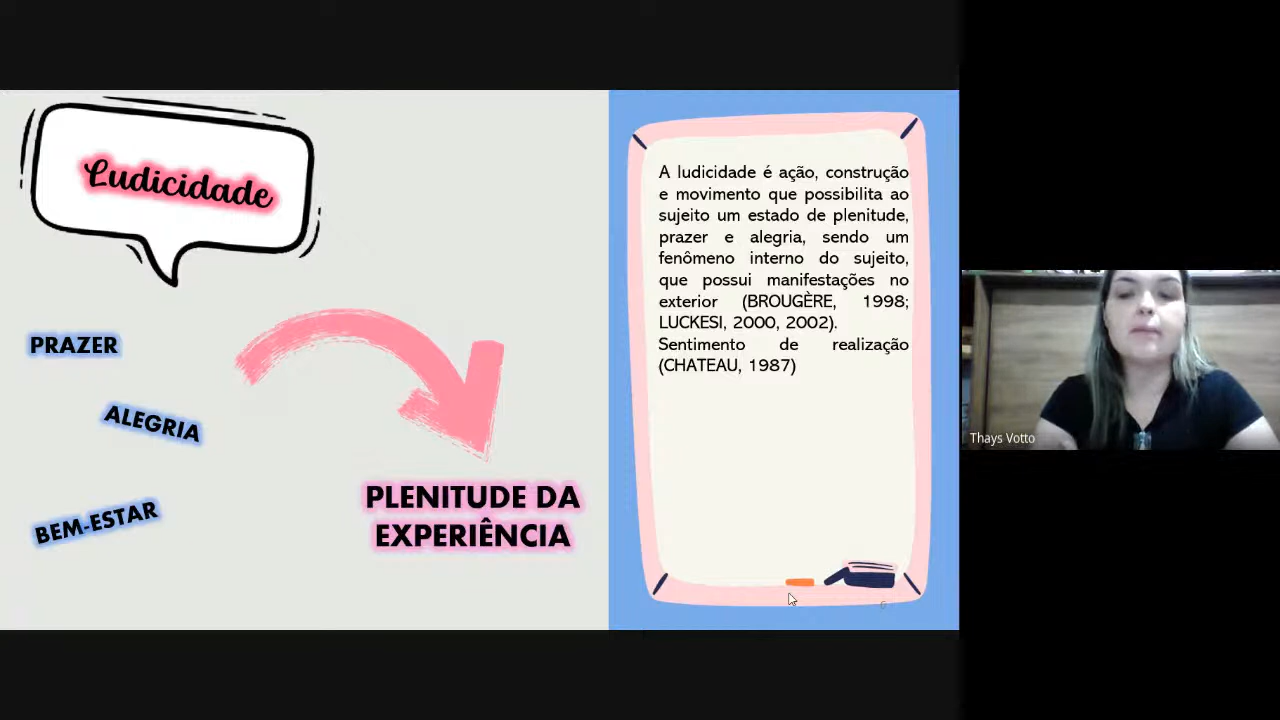 Ludicidade
PRAZER
ALEGRIA
BEM-ESTAR
PLENITUDE DA
EXPERIÊNCIA
A ludicidade é ação, construção
e movimento que possibilita ao
sujeito um estado de plenitude,
prazer e alegria, sendo um
fenômeno interno do sujeito,
que possui manifestações no
exterior (BROUGÈRE, 1998;
LUCKESI, 2000, 2002).
Sentimento de realização
(CHATEAU, 1987)
6
Thays Votto